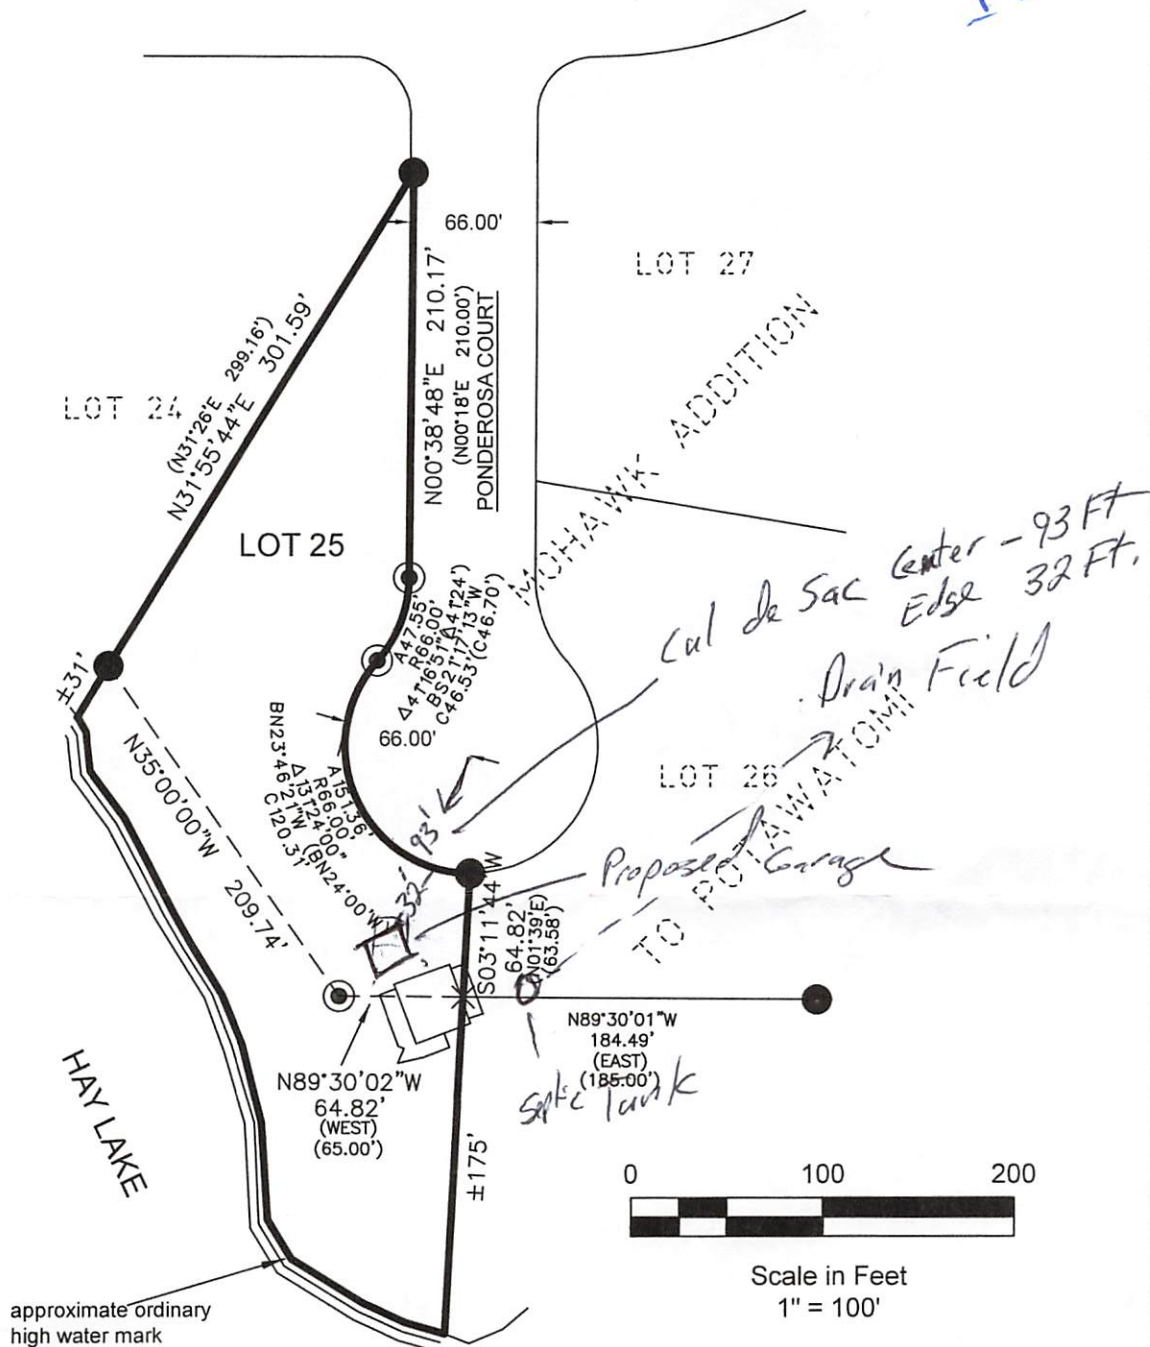 66.00'
LOT 27
N00°38'48"E 210.17'
(N00°18'E 210.00')
PONDEROSA COURT
(N31°26'E 299.16')
N31°55'44"E 301.59'
LOT 24
MOHAWK ADDITION
LOT 25
Cul de Sac Center - 93 Ft
Edge 32 Ft.
A47.55'
R66.00'
Δ41°16'51" Δ41°24')
BS21°17'13"W
C46.53'(C46.70')
Drain Field
±31'
66.00'
LOT 26
N35°00'00"W 209.74'
A151.36'
R66.00'
Δ131°24'00"
BN23°46'21"W (BN24°00'W)
C120.31'
93'
32'
Proposed Garage
TO POTAWATOMI
S03°11'44"W
64.82'
(N01°39'E)
(63.58')
N89°30'01"W
184.49'
(EAST)
(185.00')
Septic Tank
N89°30'02"W
64.82'
(WEST)
(65.00')
HAY LAKE
±175'
0 100 200
Scale in Feet
1" = 100'
approximate ordinary
high water mark